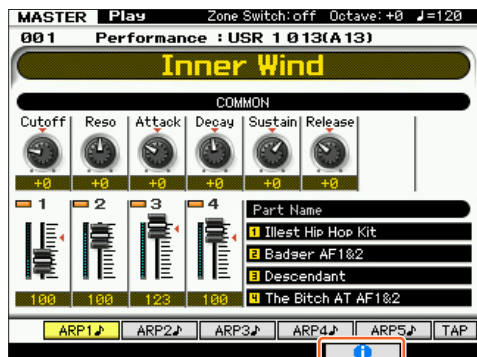 MASTER Play Zone Switch:off Octave:+0 ♩=120
001 Performance :USR 1013(A13)
Inner Wind
COMMON
Cutoff Reso Attack Decay Sustain Release
+0 +0 +0 +0 +0 +0
1 2 3 4 Part Name
1 Illest Hip Hop Kit
2 Badger AF1&2
3 Descendant
4 The Bitch AT AF1&2
100 100 123 100
ARP1♪ ARP2♪ ARP3♪ ARP4♪ ARP5♪ TAP
i